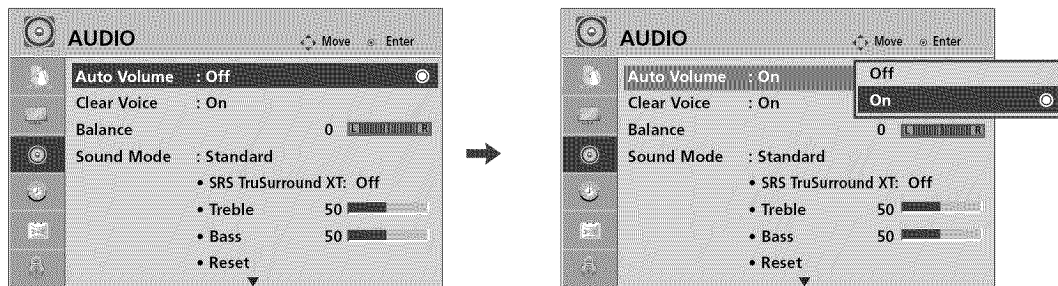 AUDIO Move Enter
Auto Volume : Off
Clear Voice : On
Balance 0 L R
Sound Mode : Standard
• SRS TruSurround XT: Off
• Treble 50
• Bass 50
• Reset
AUDIO Move Enter
Auto Volume : On
Off
On
Clear Voice : On
Balance 0 L R
Sound Mode : Standard
• SRS TruSurround XT: Off
• Treble 50
• Bass 50
• Reset